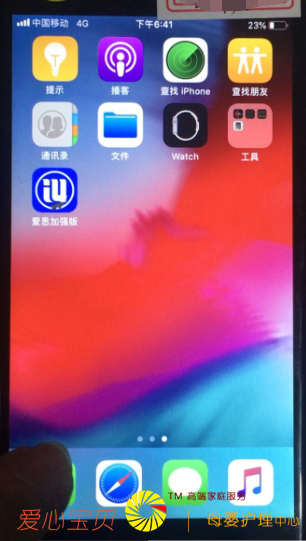 中国移动 4G 下午6:41 23%
提示 播客 查找 iPhone 查找朋友
通讯录 文件 Watch 工具
iU
爱思加强版
TM 高端家庭服务
爱心宝贝 | 母婴护理中心